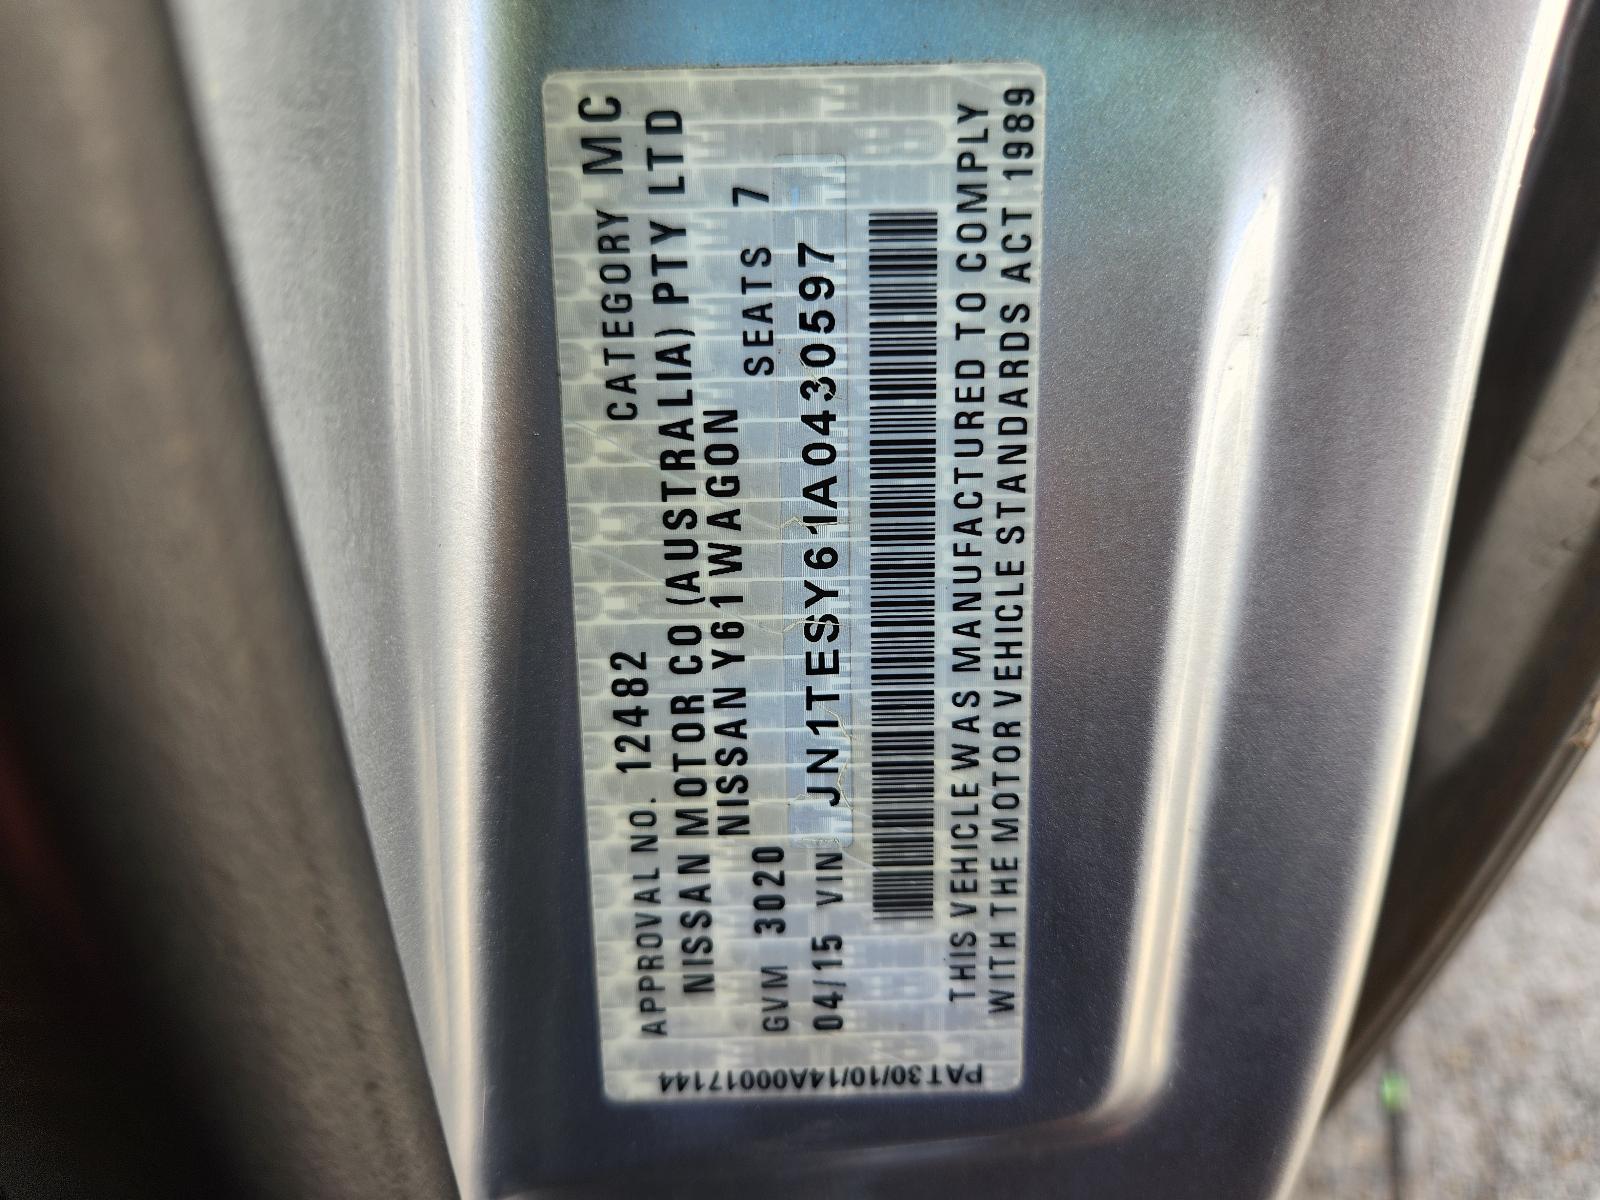 APPROVAL NO. 12482 CATEGORY MC
NISSAN MOTOR CO (AUSTRALIA) PTY LTD
NISSAN Y61 WAGON
GVM 3020 SEATS 7
04/15 VIN JN1TESY61A0430597
THIS VEHICLE WAS MANUFACTURED TO COMPLY
WITH THE MOTOR VEHICLE STANDARDS ACT 1989
PAT30/10/14A00017144